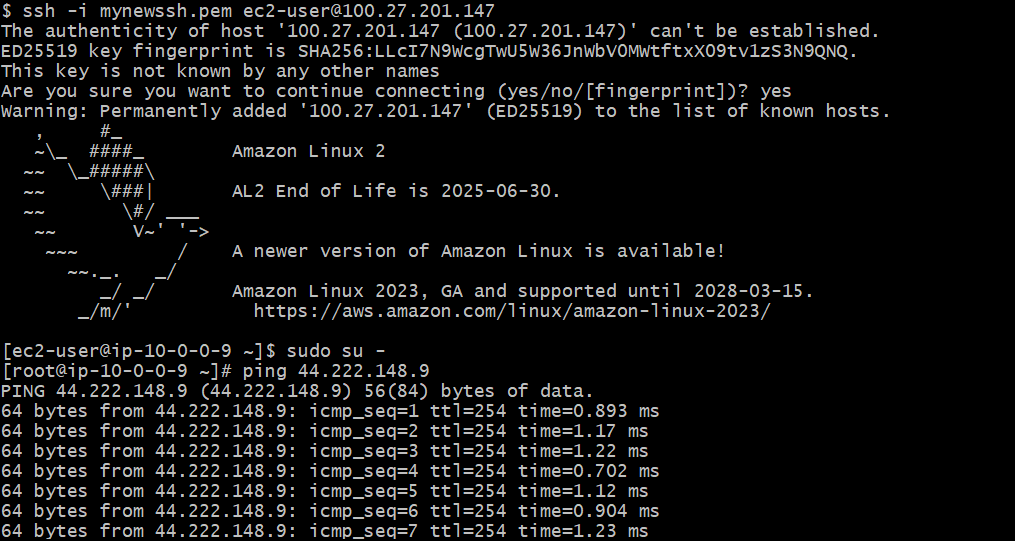 $ ssh -i mynewssh.pem ec2-user@100.27.201.147
The authenticity of host '100.27.201.147 (100.27.201.147)' can't be established.
ED25519 key fingerprint is SHA256:LLcI7N9WcgTwU5W36JnWbVOMWtftxXO9tv1zS3N9QNQ.
This key is not known by any other names
Are you sure you want to continue connecting (yes/no/[fingerprint])? yes
Warning: Permanently added '100.27.201.147' (ED25519) to the list of known hosts.
   ,     #_
   ~\_  ####_        Amazon Linux 2
  ~~  \_#####\
  ~~     \###|       AL2 End of Life is 2025-06-30.
  ~~       \#/ ___
   ~~       V~' '->
    ~~~         /    A newer version of Amazon Linux is available!
      ~~._.   _/
         _/ _/       Amazon Linux 2023, GA and supported until 2028-03-15.
       _/m/'           https://aws.amazon.com/linux/amazon-linux-2023/
[ec2-user@ip-10-0-0-9 ~]$ sudo su -
[root@ip-10-0-0-9 ~]# ping 44.222.148.9
PING 44.222.148.9 (44.222.148.9) 56(84) bytes of data.
64 bytes from 44.222.148.9: icmp_seq=1 ttl=254 time=0.893 ms
64 bytes from 44.222.148.9: icmp_seq=2 ttl=254 time=1.17 ms
64 bytes from 44.222.148.9: icmp_seq=3 ttl=254 time=1.22 ms
64 bytes from 44.222.148.9: icmp_seq=4 ttl=254 time=0.702 ms
64 bytes from 44.222.148.9: icmp_seq=5 ttl=254 time=1.12 ms
64 bytes from 44.222.148.9: icmp_seq=6 ttl=254 time=0.904 ms
64 bytes from 44.222.148.9: icmp_seq=7 ttl=254 time=1.23 ms